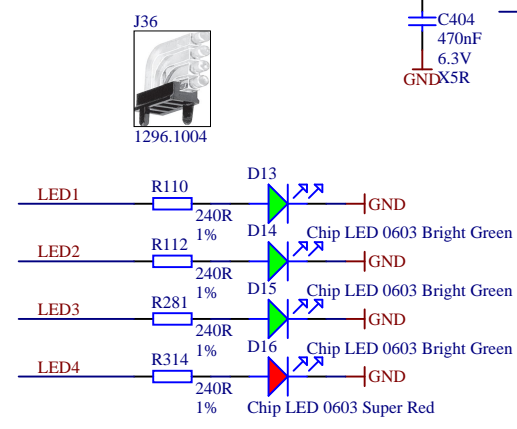 J36
1296.1004
C404
470nF
6.3V
X5R
GND
LED1
R110
240R
1%
D13
GND
Chip LED 0603 Bright Green
LED2
R112
240R
1%
D14
GND
Chip LED 0603 Bright Green
LED3
R281
240R
1%
D15
GND
Chip LED 0603 Bright Green
LED4
R314
240R
1%
D16
GND
Chip LED 0603 Super Red